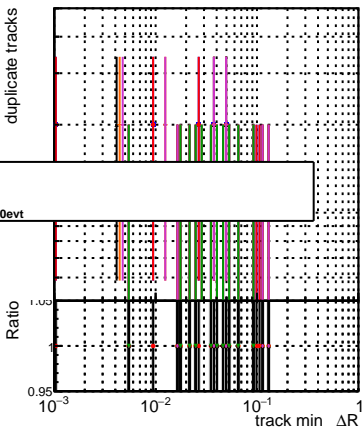 duplicate tracks
0evt
1.05
Ratio
1
0.95
10⁻³ 10⁻² 10⁻¹ 1
track min ΔR